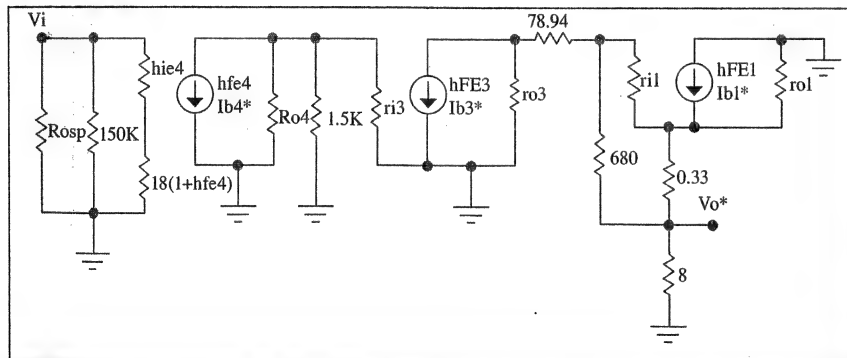 Vi
hie4
Rosp
150K
18(1+hfe4)
hfe4
Ib4*
Ro4
1.5K
ri3
hFE3
Ib3*
ro3
78.94
680
ri1
hFE1
Ib1*
ro1
0.33
Vo*
8